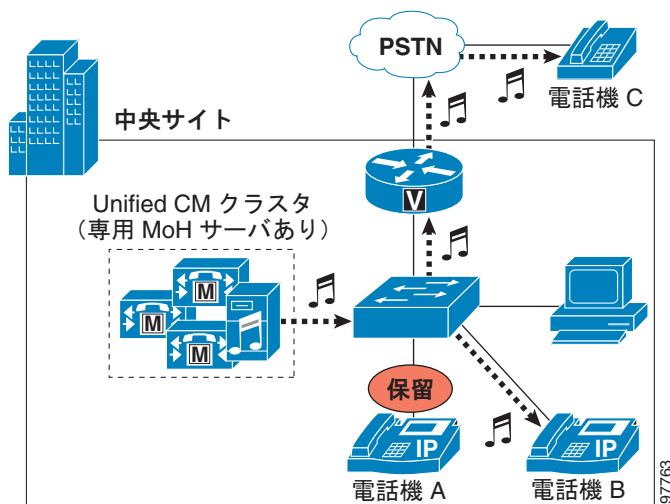 PSTN
電話機 C
中央サイト
V
Unified CM クラスタ
（専用 MoH サーバあり）
M
M
M
保留
IP
IP
電話機 A
電話機 B
97763